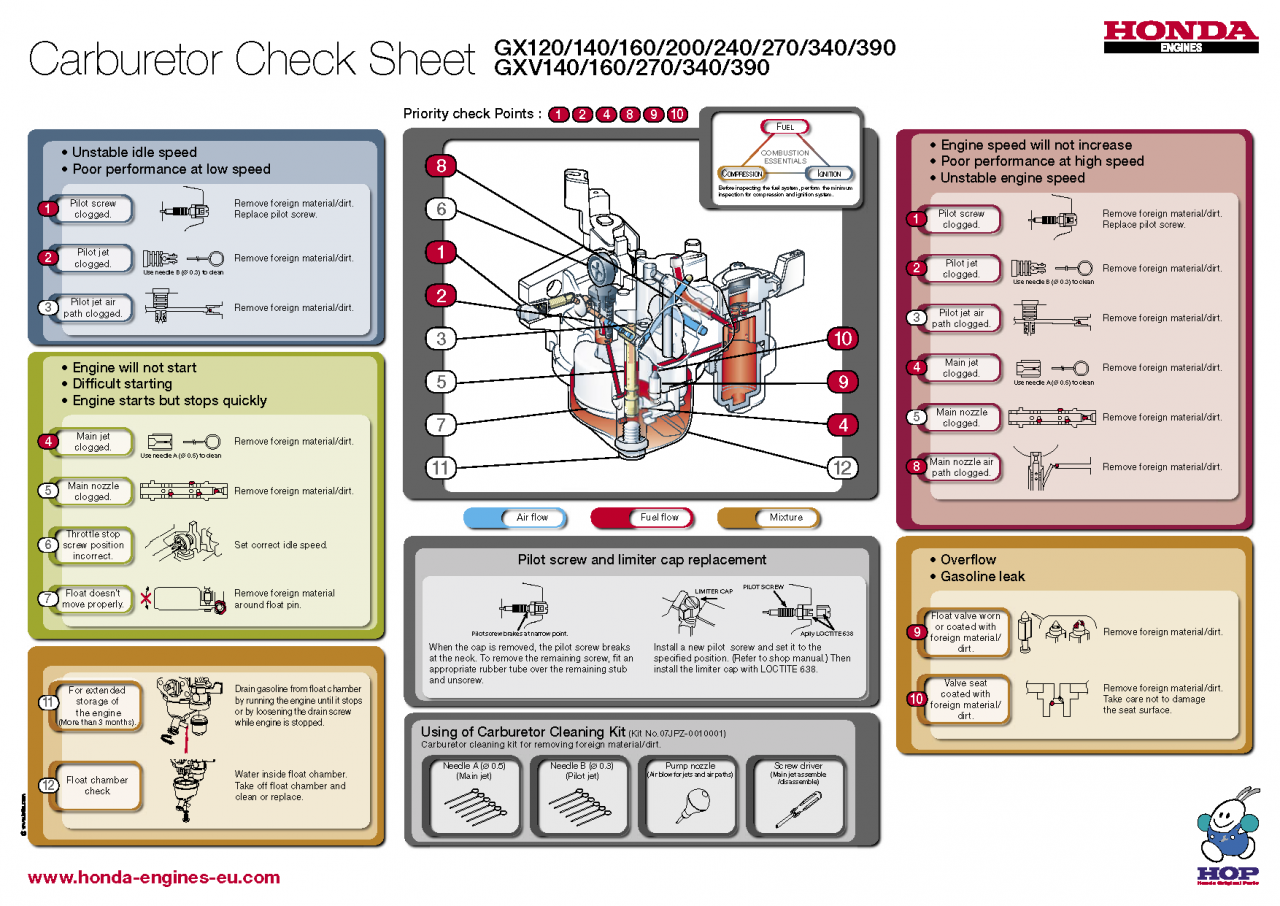 Carburetor Check Sheet
GX120/140/160/200/240/270/340/390
GXV140/160/270/340/390
HONDA
ENGINES
Priority check Points : 1 2 4 8 9 10
• Unstable idle speed
• Poor performance at low speed
1
Pilot screw
clogged.
Remove foreign material/dirt.
Replace pilot screw.
2
Pilot jet
clogged.
Use needle B (Ø 0.3) to clean
Remove foreign material/dirt.
3
Pilot jet air
path clogged.
Remove foreign material/dirt.
• Engine will not start
• Difficult starting
• Engine starts but stops quickly
4
Main jet
clogged.
Use needle A (Ø 0.5) to clean
Remove foreign material/dirt.
5
Main nozzle
clogged.
Remove foreign material/dirt.
6
Throttle stop
screw position
incorrect.
Set correct idle speed.
7
Float doesn't
move properly.
Remove foreign material
around float pin.
11
For extended
storage of
the engine
(More than 3 months).
Drain gasoline from float chamber
by running the engine until it stops
or by loosening the drain screw
while engine is stopped.
12
Float chamber
check
Water inside float chamber.
Take off float chamber and
clean or replace.
FUEL
COMBUSTION
ESSENTIALS
COMPRESSION
IGNITION
Before inspecting the fuel system, perform the minimum
inspection for compression and ignition system.
8
6
1
2
3
5
7
11
10
9
4
12
Air flow
Fuel flow
Mixture
Pilot screw and limiter cap replacement
Pilot screw brakes at narrow point.
LIMITER CAP
PILOT SCREW
Aplly LOCTITE 638
When the cap is removed, the pilot screw breaks
at the neck. To remove the remaining screw, fit an
appropriate rubber tube over the remaining stub
and unsorew.
Install a new pilot screw and set it to the
specified position. (Refer to shop manual.) Then
install the limiter cap with LOCTITE 638.
Using of Carburetor Cleaning Kit (Kit No.07JPZ-0010001)
Carburetor cleaning kit for removing foreign material/dirt.
Needle A (Ø 0.5)
(Main jet)
Needle B (Ø 0.3)
(Pilot jet)
Pump nozzle
(Air blow for jets and air paths)
Screw driver
(Main jet assemble
/disassemble)
• Engine speed will not increase
• Poor performance at high speed
• Unstable engine speed
1
Pilot screw
clogged.
Remove foreign material/dirt.
Replace pilot screw.
2
Pilot jet
clogged.
Use needle B (Ø 0.3) to clean
Remove foreign material/dirt.
3
Pilot jet air
path clogged.
Remove foreign material/dirt.
4
Main jet
clogged.
Use needle A (Ø 0.5) to clean
Remove foreign material/dirt.
5
Main nozzle
clogged.
Remove foreign material/dirt.
8
Main nozzle air
path clogged.
Remove foreign material/dirt.
• Overflow
• Gasoline leak
9
Float valve worn
or coated with
foreign material/
dirt.
Remove foreign material/dirt.
10
Valve seat
coated with
foreign material/
dirt.
Remove foreign material/dirt.
Take care not to damage
the seat surface.
www.honda-engines-eu.com
HOP
Honda Original Parts